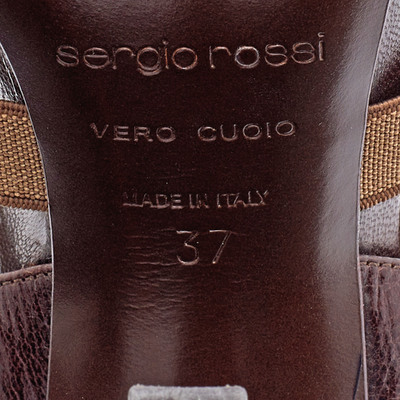 sergio rossi
VERO CUOIO
MADE IN ITALY
37